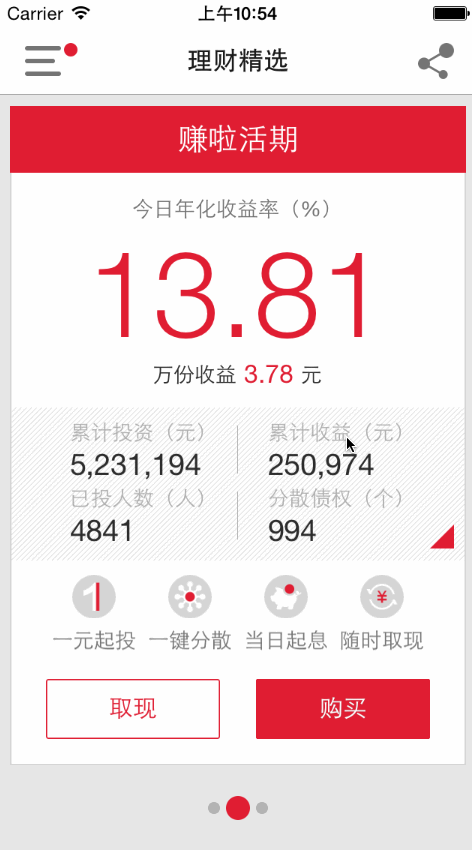 Carrier 上午10:54
理财精选
赚啦活期
今日年化收益率（%）
13.81
万份收益 3.78 元
累计投资（元） 累计收益（元）
5,231,194 250,974
已投人数（人） 分散债权（个）
4841 994
一元起投 一键分散 当日起息 随时取现
取现 购买